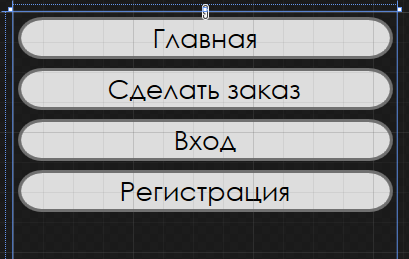 Главная
Сделать заказ
Вход
Регистрация